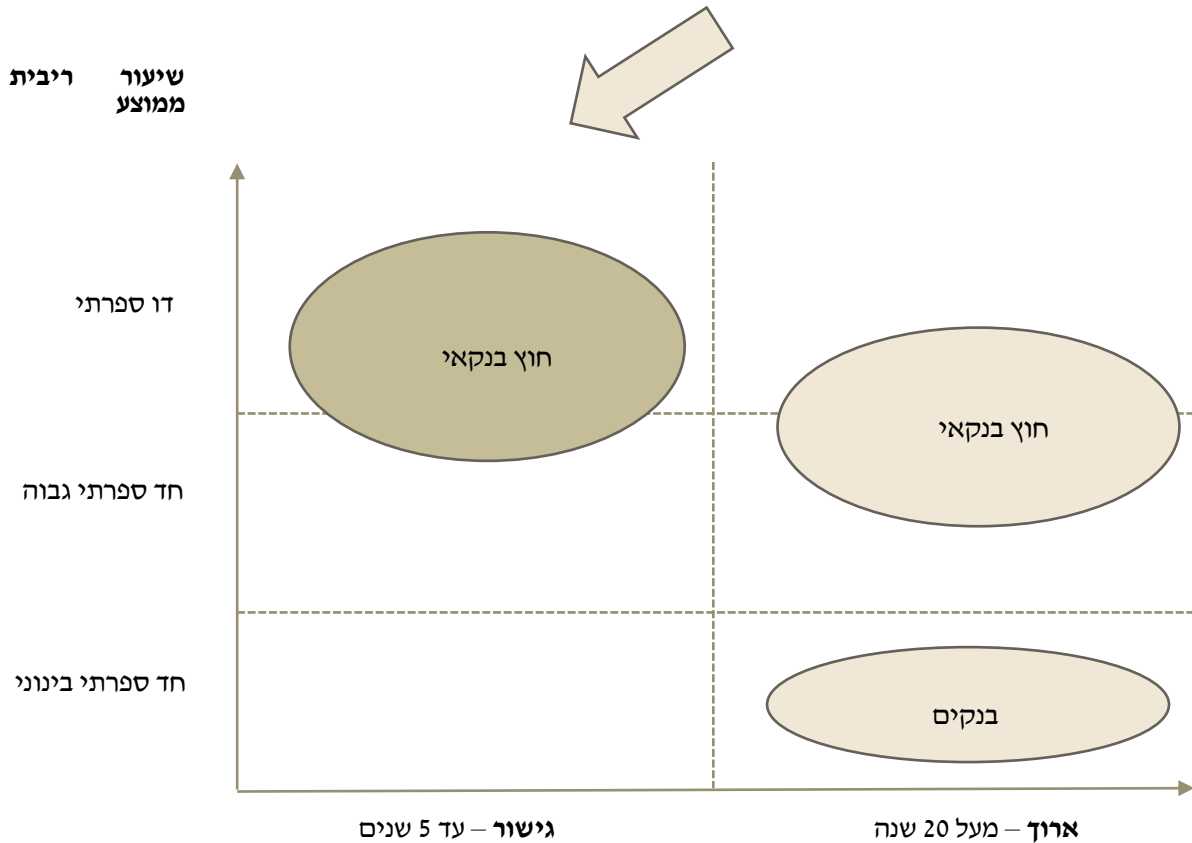 שיעור ריבית
ממוצע
דו ספרתי
חוץ בנקאי
חוץ בנקאי
חד ספרתי גבוה
חד ספרתי בינוני
בנקים
גישור – עד 5 שנים
ארוך – מעל 20 שנה